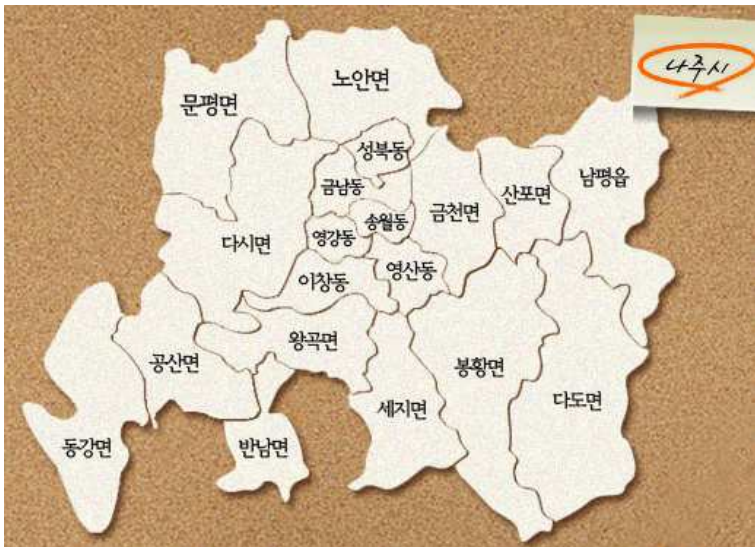 나주시
노안면
문평면
성북동
금남동
남평읍
산포면
금천면
송월동
영강동
다시면
영산동
이창동
왕곡면
공산면
봉황면
세지면
다도면
동강면
반남면